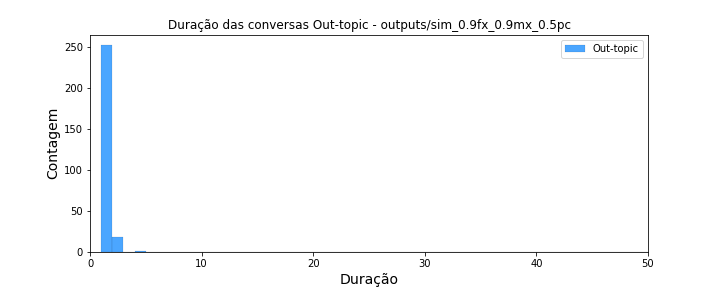 Duração das conversas Out-topic - outputs/sim_0.9fx_0.9mx_0.5pc
Out-topic
Contagem
250
200
150
100
50
0
0 10 20 30 40 50
Duração